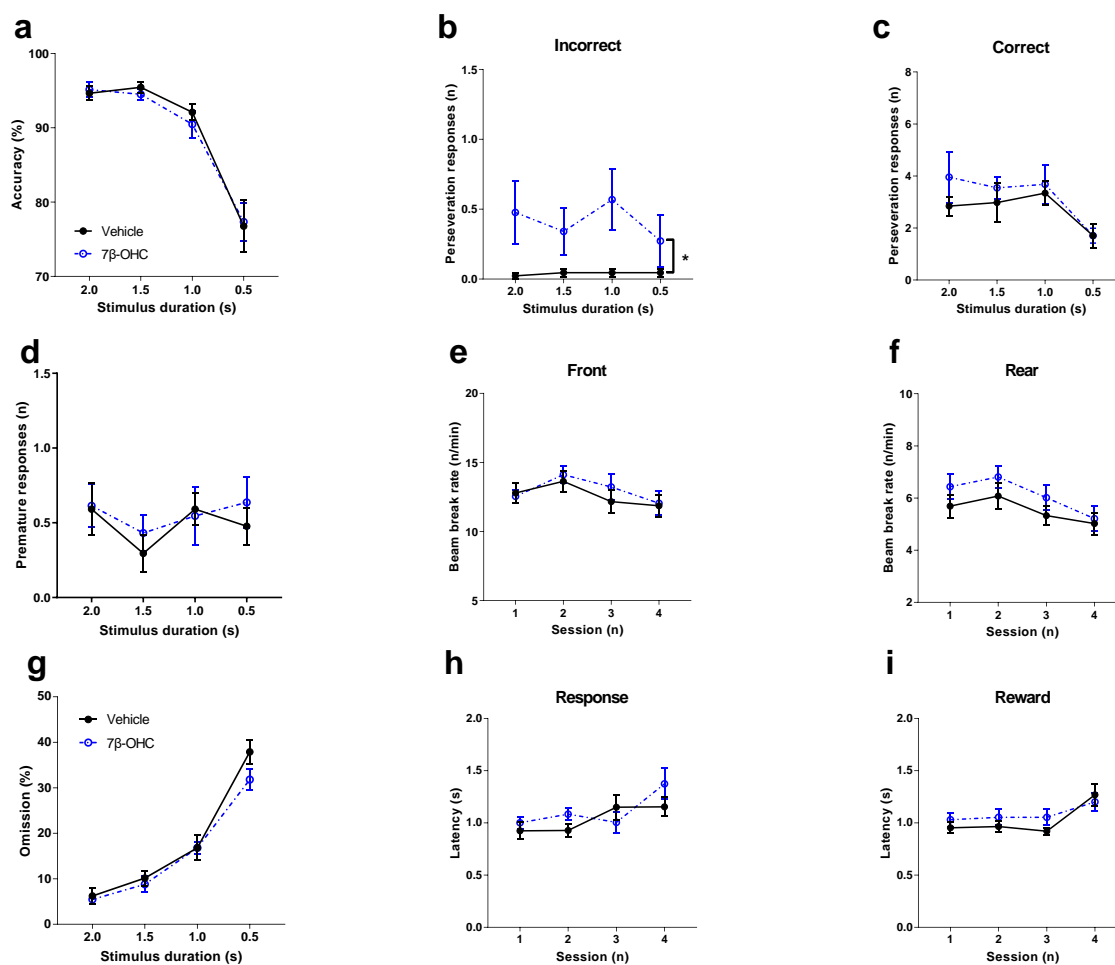 a
100
90
80
70
Accuracy (%)
Vehicle
7β-OHC
2.0 1.5 1.0 0.5
Stimulus duration (s)
b
Incorrect
1.5
1.0
0.5
0.0
Perseveration responses (n)
*
2.0 1.5 1.0 0.5
Stimulus duration (s)
c
Correct
8
6
4
2
0
Perseveration responses (n)
2.0 1.5 1.0 0.5
Stimulus duration (s)
d
1.5
1.0
0.5
0.0
Premature responses (n)
2.0 1.5 1.0 0.5
Stimulus duration (s)
e
Front
20
15
10
5
Beam break rate (n/min)
1 2 3 4
Session (n)
f
Rear
10
8
6
4
2
Beam break rate (n/min)
1 2 3 4
Session (n)
g
50
40
30
20
10
0
Omission (%)
Vehicle
7β-OHC
2.0 1.5 1.0 0.5
Stimulus duration (s)
h
Response
2.0
1.5
1.0
0.5
0.0
Latency (s)
1 2 3 4
Session (n)
i
Reward
2.0
1.5
1.0
0.5
0.0
Latency (s)
1 2 3 4
Session (n)